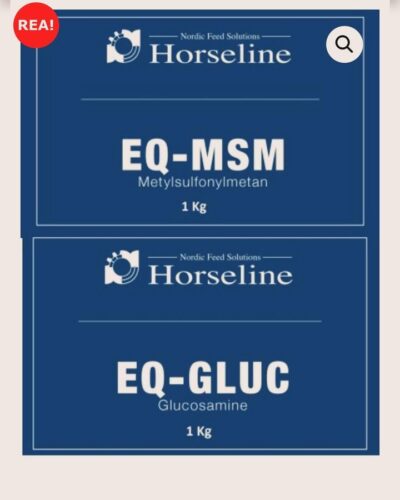 REA!
Nordic Feed Solutions
Horseline
EQ-MSM
Metylsulfonylmetan
1 Kg
Nordic Feed Solutions
Horseline
EQ-GLUC
Glucosamine
1 Kg